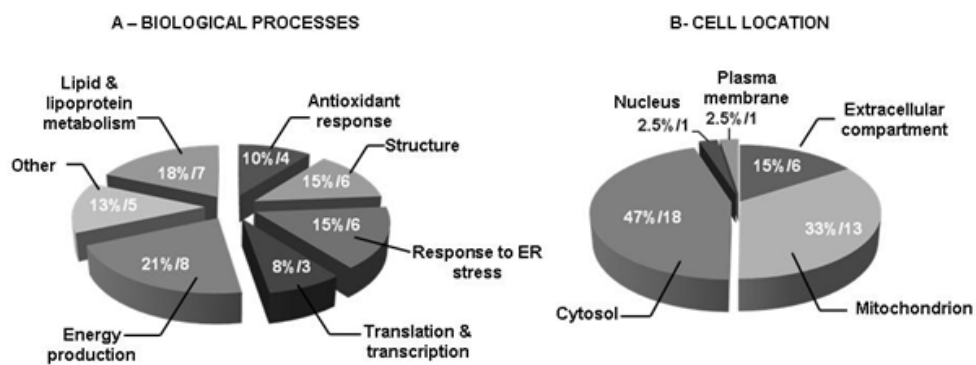 A – BIOLOGICAL PROCESSES
Lipid &
lipoprotein
metabolism
Antioxidant
response
Structure
Other
10%/4
18%/7
15%/6
13%/5
15%/6
21%/8
8%/3
Response to ER
stress
Energy
production
Translation &
transcription
B- CELL LOCATION
Plasma
membrane
Nucleus
2.5%/1
2.5%/1
Extracellular
compartment
15%/6
47%/18
33%/13
Cytosol
Mitochondrion